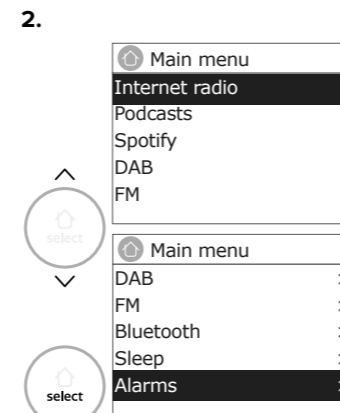 2.
Main menu
Internet radio
Podcasts
Spotify
DAB
FM
select
Main menu
DAB
FM
Bluetooth
Sleep
Alarms
select